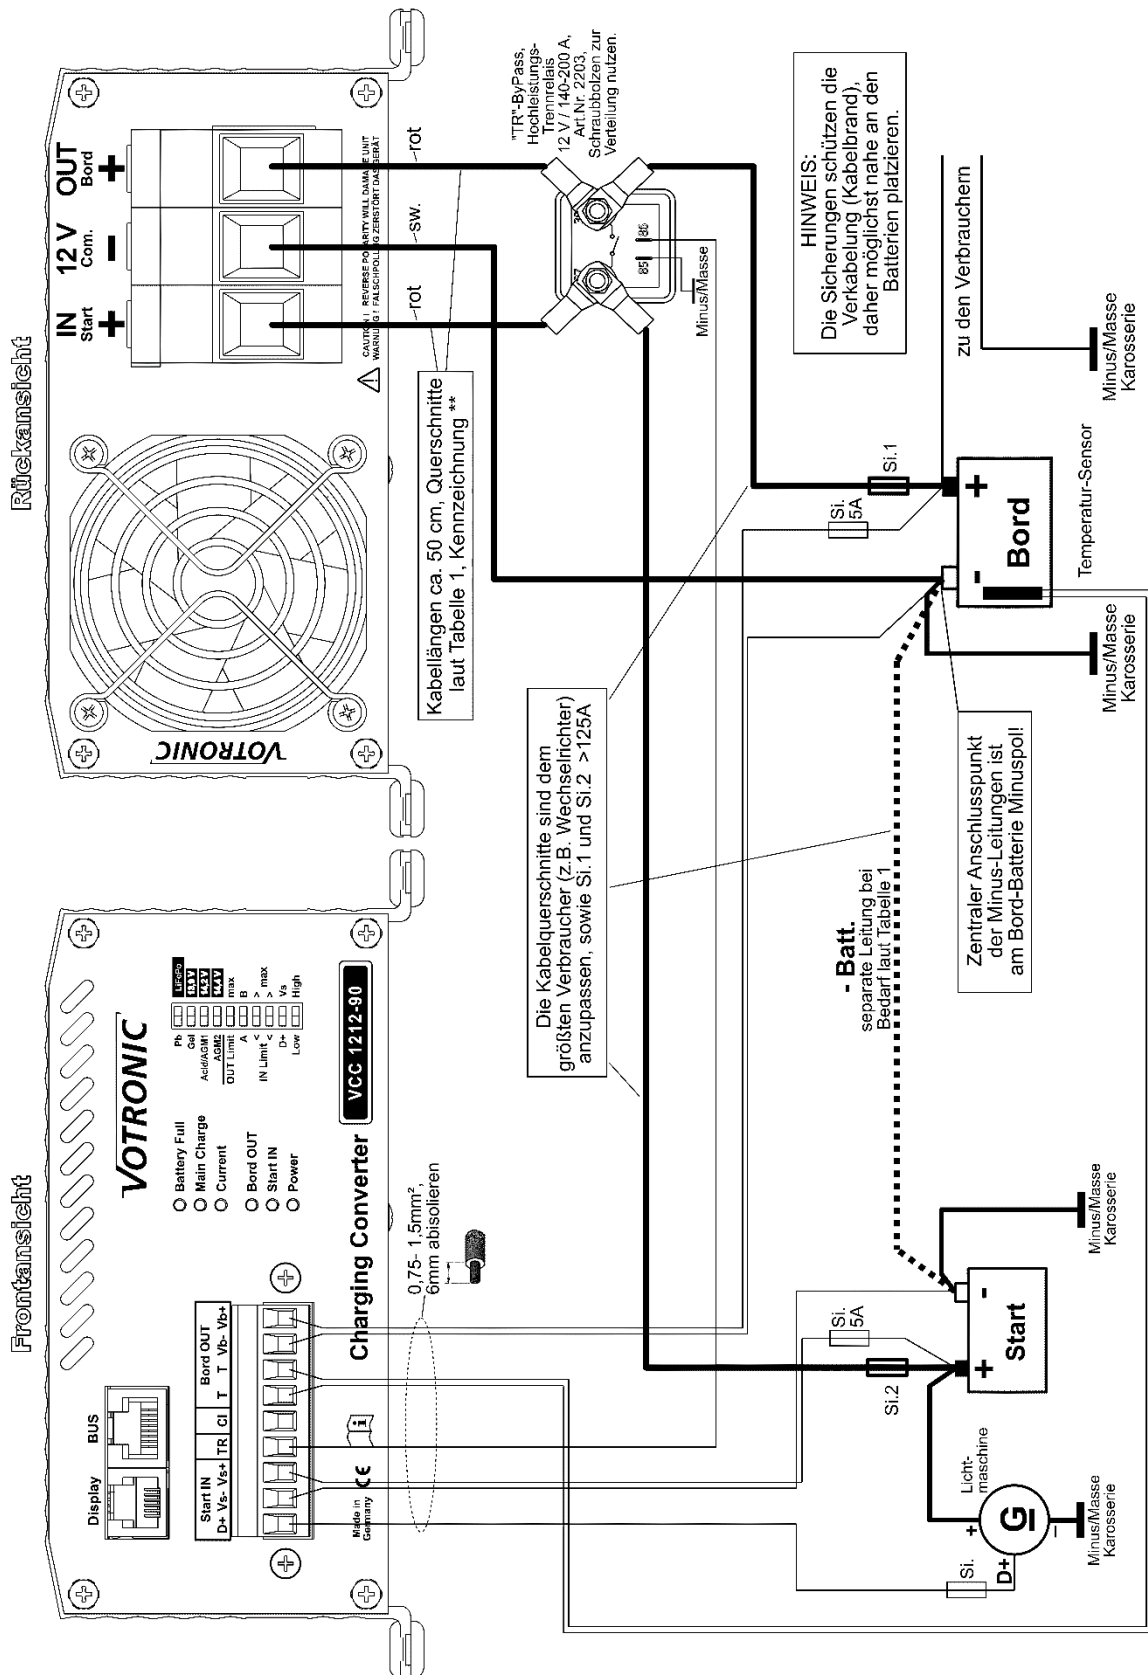 Frontansicht
Display
BUS
Start IN
Bord OUT
D+ Vs- Vs+ TR CI T T Vb- Vb+
Made in
Germany
CE
Charging Converter
VCC 1212-90
VOTRONIC
Battery Full
Main Charge
Current
Bord OUT
Start IN
Power
Pb
LiFePo
Gel
Acid/AGM1
AGM2
OUT Limit
max
A
B
IN Limit
<
> max
<
>
D+
Vs
Low
High
0,75- 1,5mm²,
6mm abisolieren
Rückansicht
VOTRONIC
IN
Start
+
12 V
Com.
-
OUT
Bord
+
CAUTION ! REVERSE POLARITY WILL DAMAGE UNIT
WARNUNG ! FALSCHPOLUNG ZERSTÖRT DAS GERÄT
rot
sw.
rot
Kabellängen ca. 50 cm, Querschnitte
laut Tabelle 1, Kennzeichnung **
"TR"-ByPass,
Hochleistungs-
Trennrelais
12 V / 140-200 A,
Art.Nr. 2203,
Schraubbolzen zur
Verteilung nutzen.
85
86
Minus/Masse
Die Kabelquerschnitte sind dem
größten Verbraucher (z.B. Wechselrichter)
anzupassen, sowie Si.1 und Si.2 >125A
HINWEIS:
Die Sicherungen schützen die
Verkabelung (Kabelbrand),
daher möglichst nahe an den
Batterien platzieren.
- Batt.
separate Leitung bei
Bedarf laut Tabelle 1
Zentraler Anschlusspunkt
der Minus-Leitungen ist
am Bord-Batterie Minuspol!
Si.
5A
Si.1
zu den Verbrauchern
Minus/Masse
Karosserie
- +
Bord
Temperatur-Sensor
Minus/Masse
Karosserie
Si.
5A
Si.2
+ -
Start
Minus/Masse
Karosserie
Licht-
maschine
+
G
-
D+
Si.
Minus/Masse
Karosserie